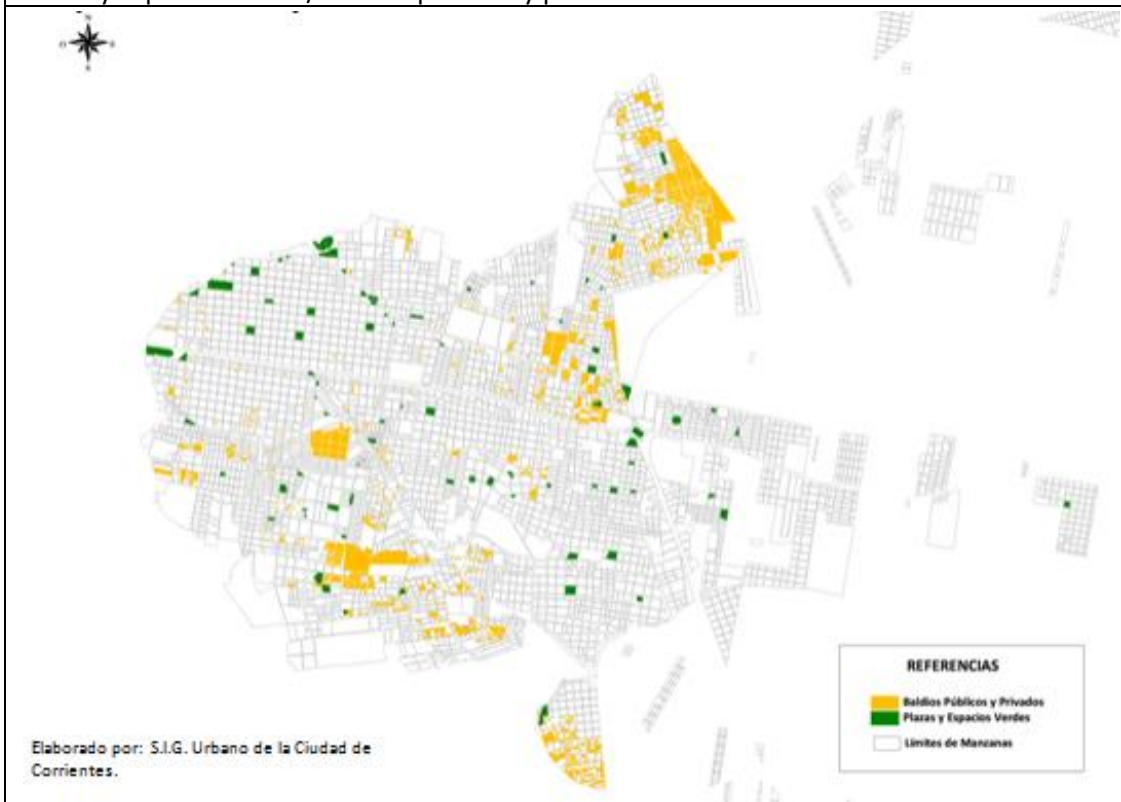 N
O
E
S
REFERENCIAS
Baldíos Públicos y Privados
Plazas y Espacios Verdes
Límites de Manzanas
Elaborado por: S.I.G. Urbano de la Ciudad de
Corrientes.